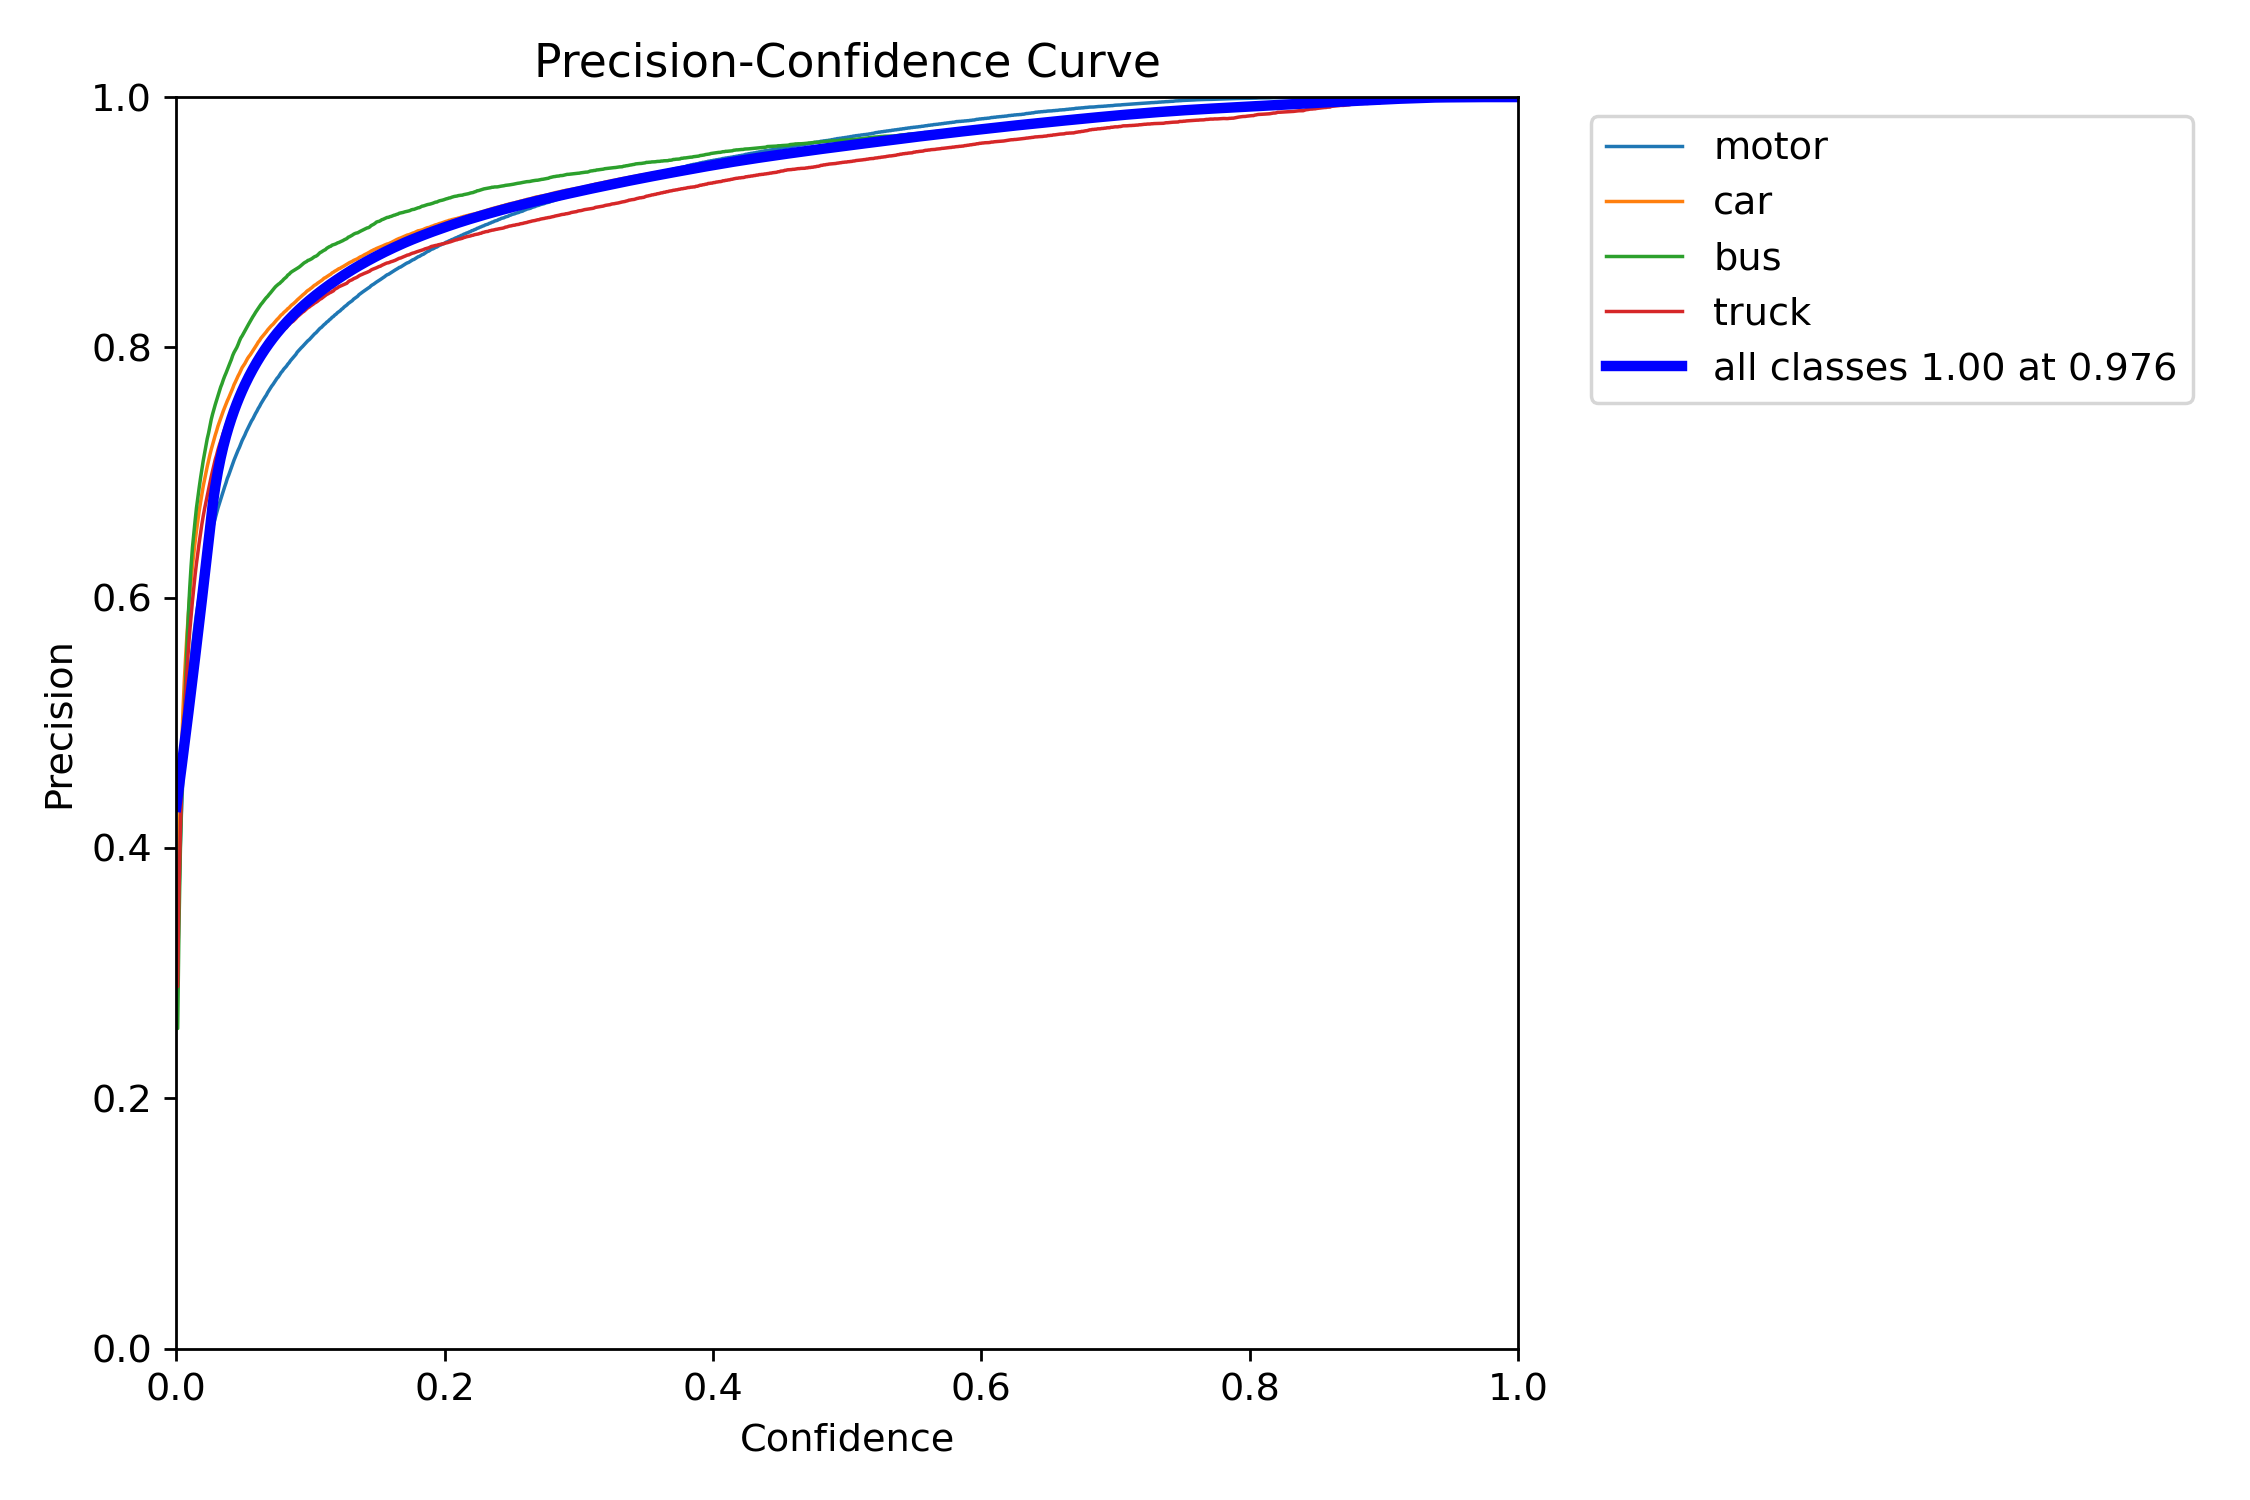 Precision-Confidence Curve
1.0
0.8
0.6
0.4
0.2
0.0
Precision
0.0 0.2 0.4 0.6 0.8 1.0
Confidence
motor
car
bus
truck
all classes 1.00 at 0.976